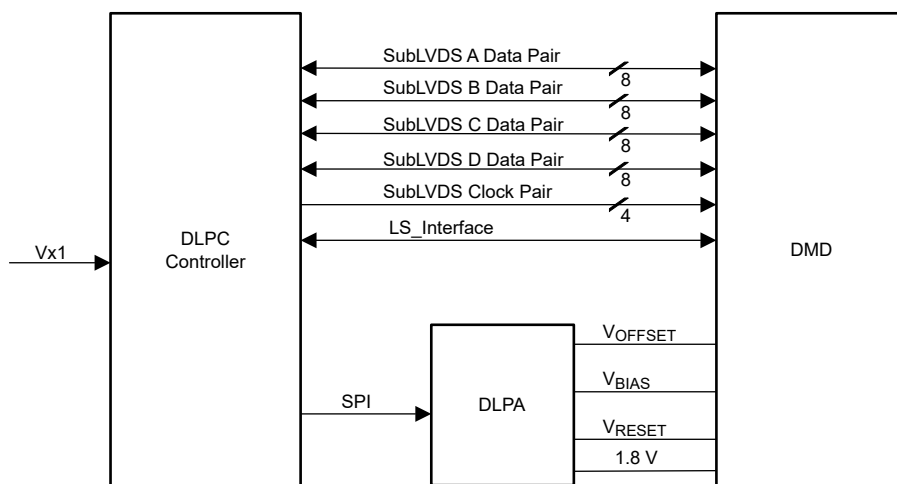 SubLVDS A Data Pair
8
SubLVDS B Data Pair
8
SubLVDS C Data Pair
8
SubLVDS D Data Pair
8
SubLVDS Clock Pair
4
LS_Interface
Vx1
DLPC
Controller
DMD
VOFFSET
VBIAS
SPI
DLPA
VRESET
1.8 V